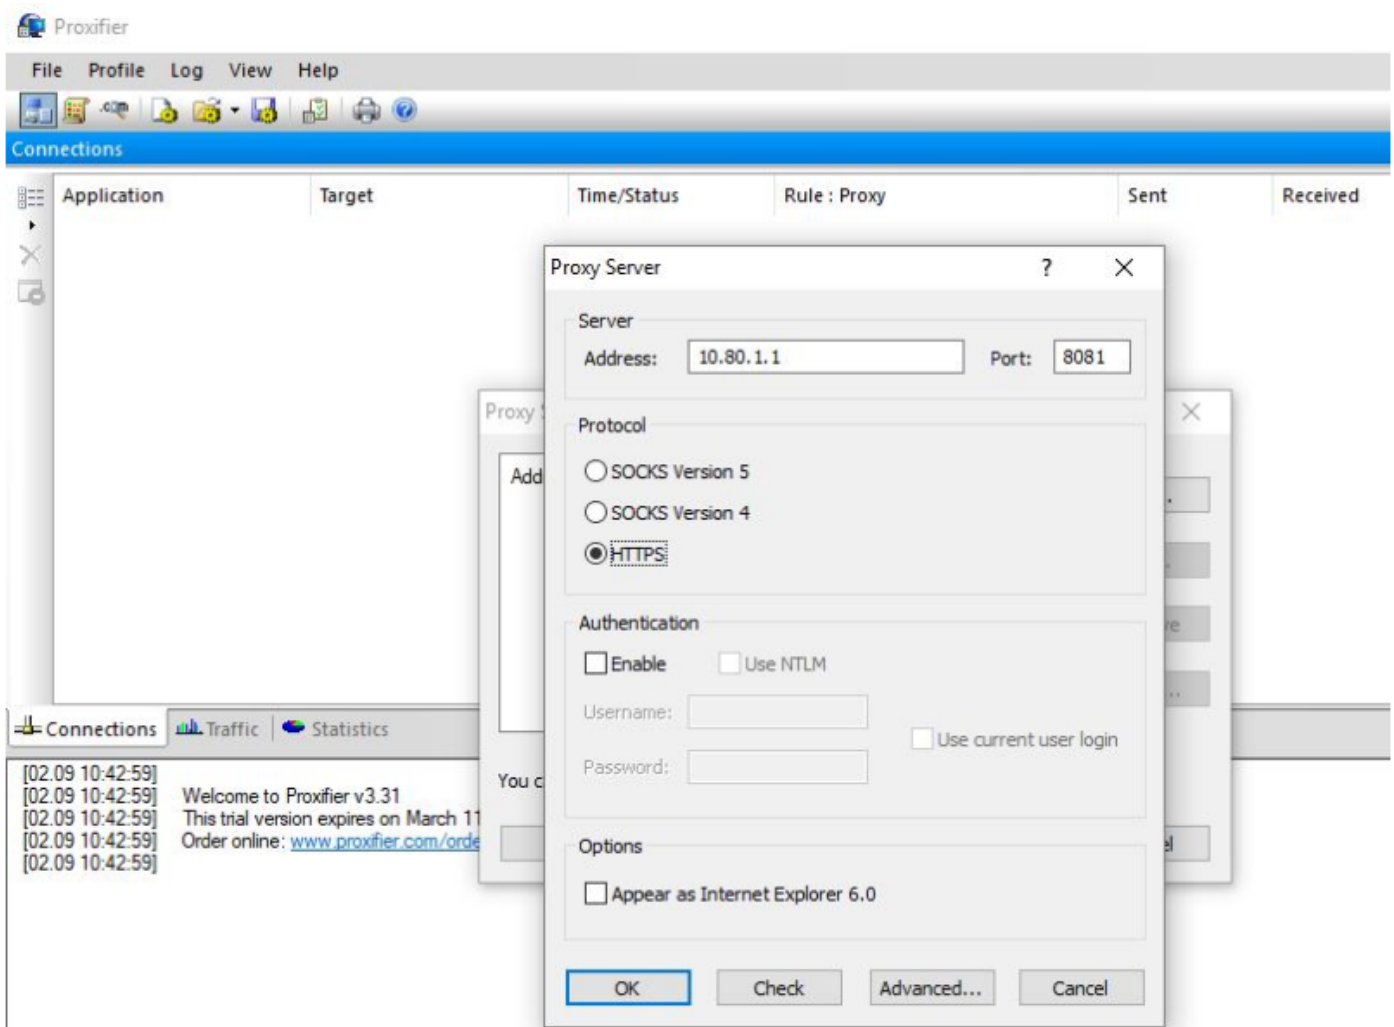 Proxifier
File Profile Log View Help
Connections
Application Target Time/Status Rule : Proxy Sent Received
Proxy Server ?
Server
Address: 10.80.1.1 Port: 8081
Proxy
Protocol
Add
SOCKS Version 5
SOCKS Version 4
HTTPS
Authentication
Enable Use NTLM
Username:
Use current user login
Password:
Connections Traffic Statistics
You c
[02.09 10:42:59]
[02.09 10:42:59] Welcome to Proxifier v3.31
[02.09 10:42:59] This trial version expires on March 11
[02.09 10:42:59] Order online: www.proxifier.com/orde
[02.09 10:42:59]
Options
Appear as Internet Explorer 6.0
OK Check Advanced... Cancel